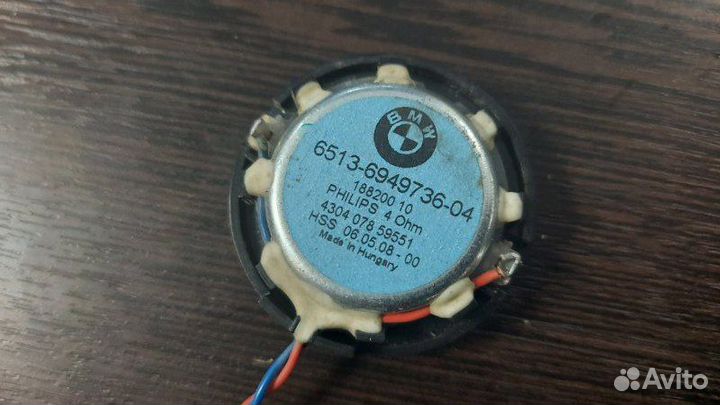 BMW
6513-6949736-04
188200 10
PHILIPS 4 Ohm
4304 078 59551
HSS 06.05.08 - 00
Made in Hungary
Avito